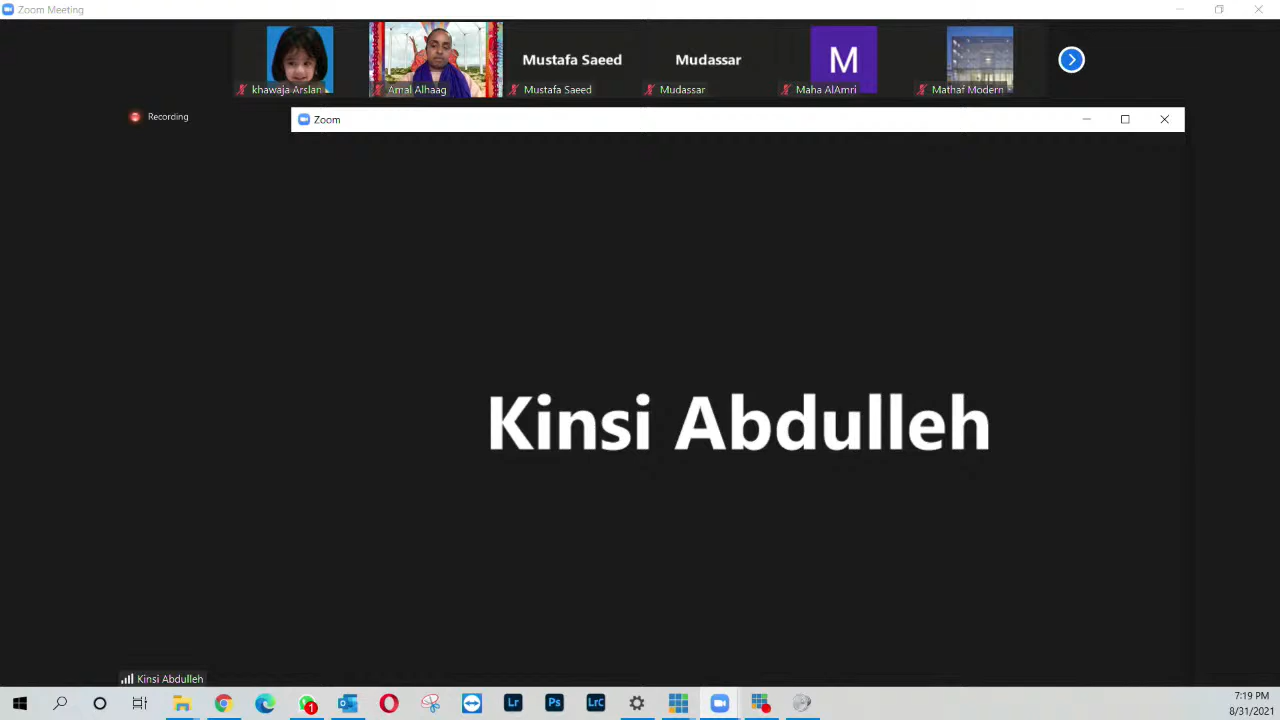 Zoom Meeting
Mustafa Saeed
Mudassar
M
khawaja Arslan
Amal Alhaag
Mustafa Saeed
Mudassar
Maha AlAmri
Mathaf Modern
Recording
Zoom
Kinsi Abdulleh
Kinsi Abdulleh
1
Lr
Ps
LrC
7:19 PM
8/31/2021